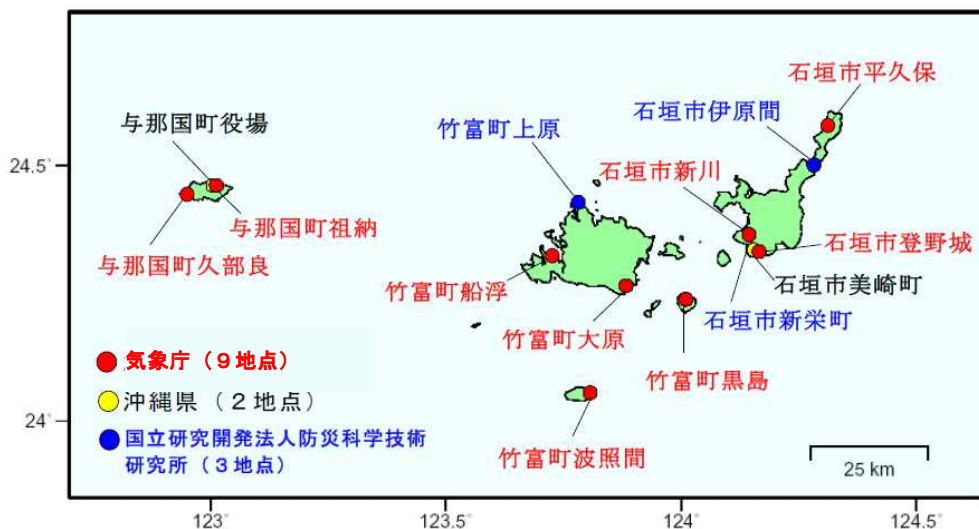 石垣市平久保
石垣市伊原間
与那国町役場
竹富町上原
24.5°
石垣市新川
与那国町祖納
石垣市登野城
与那国町久部良
石垣市美崎町
竹富町船浮
石垣市新栄町
竹富町大原
気象庁(9地点)
竹富町黒島
沖縄県(2地点)
24°
国立研究開発法人防災科学技術
研究所(3地点)
竹富町波照間
25 km
123°
123.5°
124°
124.5°